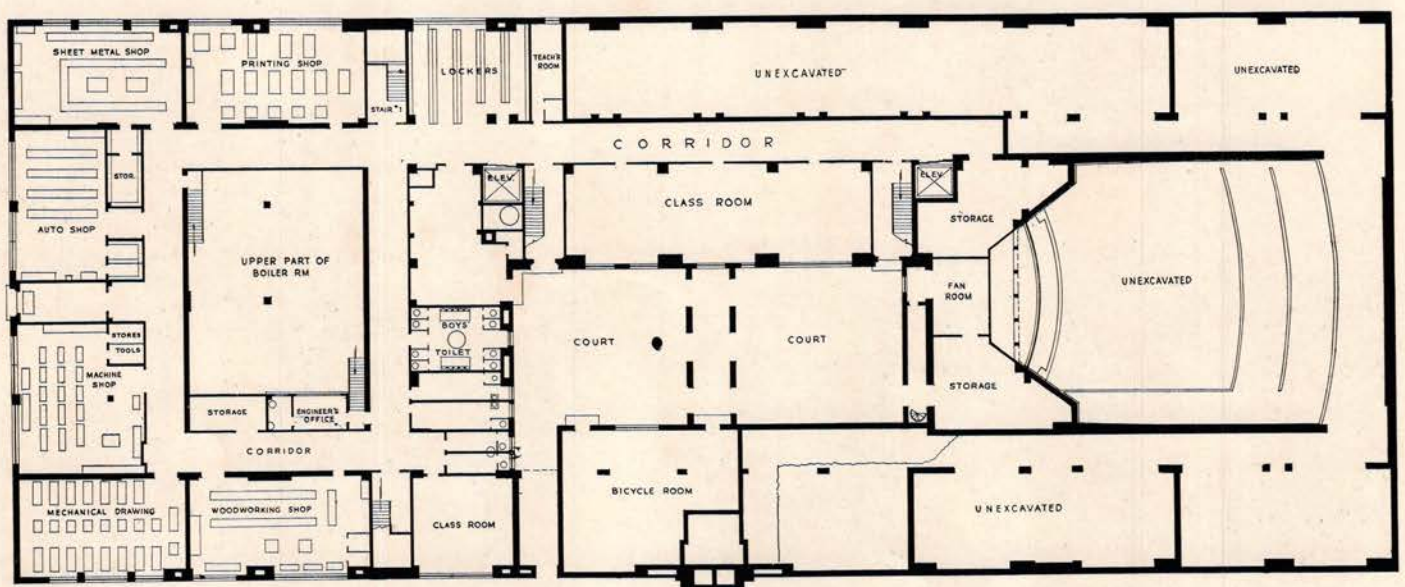 SHEET METAL SHOP
PRINTING SHOP
STAIR #1
LOCKERS
TEACH'R
ROOM
UNEXCAVATED
UNEXCAVATED
CORRIDOR
STOR.
AUTO SHOP
UPPER PART OF
BOILER RM
ELEV.
CLASS ROOM
ELEV.
STORAGE
FAN
ROOM
UNEXCAVATED
STORES
TOOLS
MACHINE
SHOP
BOYS
TOILET
COURT
COURT
STORAGE
STORAGE
ENGINEER'S
OFFICE
CORRIDOR
MECHANICAL DRAWING
WOODWORKING SHOP
CLASS ROOM
BICYCLE ROOM
UNEXCAVATED